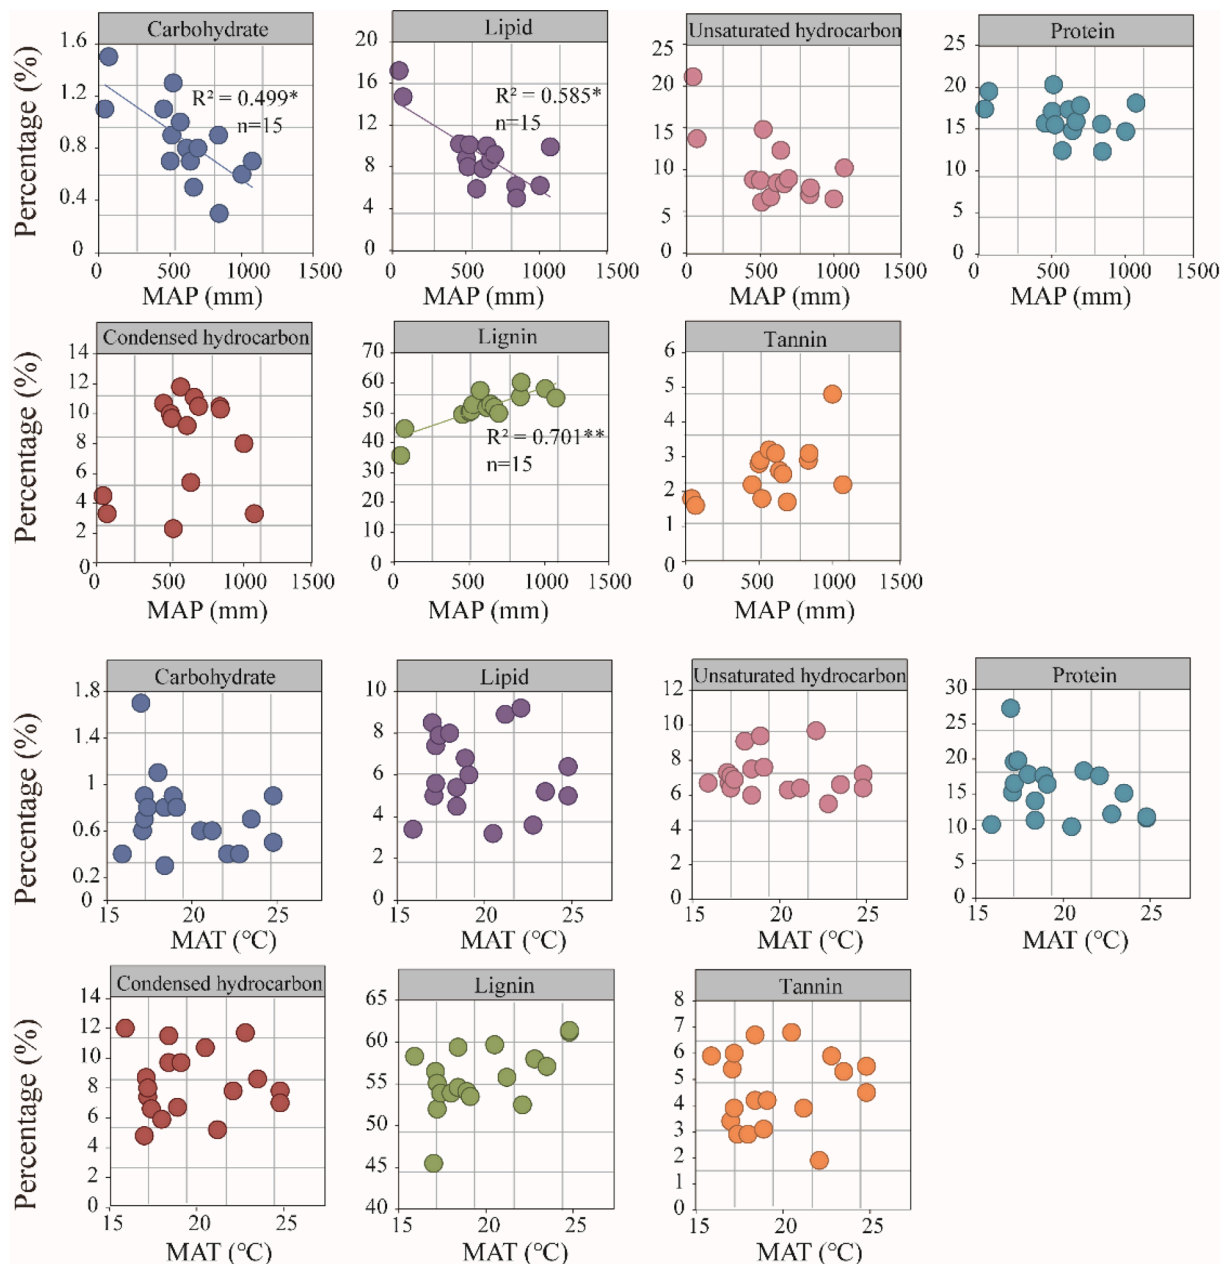 Carbohydrate
Lipid
Unsaturated hydrocarbon
Protein
Percentage (%)
1.6
1.2
0.8
0.4
0
R² = 0.499*
n=15
0 500 1000 1500
MAP (mm)
20
16
12
8
4
0
R² = 0.585*
n=15
0 500 1000 1500
MAP (mm)
25
20
15
10
5
0
0 500 1000 1500
MAP (mm)
25
20
15
10
5
0
0 500 1000 1500
MAP (mm)
Condensed hydrocarbon
Lignin
Tannin
Percentage (%)
14
12
10
8
6
4
2
0
0 500 1000 1500
MAP (mm)
70
60
50
40
30
20
10
0
R² = 0.701**
n=15
0 500 1000 1500
MAP (mm)
6
5
4
3
2
1
0
0 500 1000 1500
MAP (mm)
Carbohydrate
Lipid
Unsaturated hydrocarbon
Protein
Percentage (%)
1.8
1.4
1
0.6
0.2
0
15 20 25
MAT (°C)
10
8
6
4
2
0
15 20 25
MAT (°C)
12
10
8
6
4
2
0
15 20 25
MAT (°C)
30
25
20
15
10
5
0
15 20 25
MAT (°C)
Condensed hydrocarbon
Lignin
Tannin
Percentage (%)
14
12
10
8
6
4
2
0
15 20 25
MAT (°C)
65
60
55
50
45
40
15 20 25
MAT (°C)
8
7
6
5
4
3
2
1
0
15 20 25
MAT (°C)